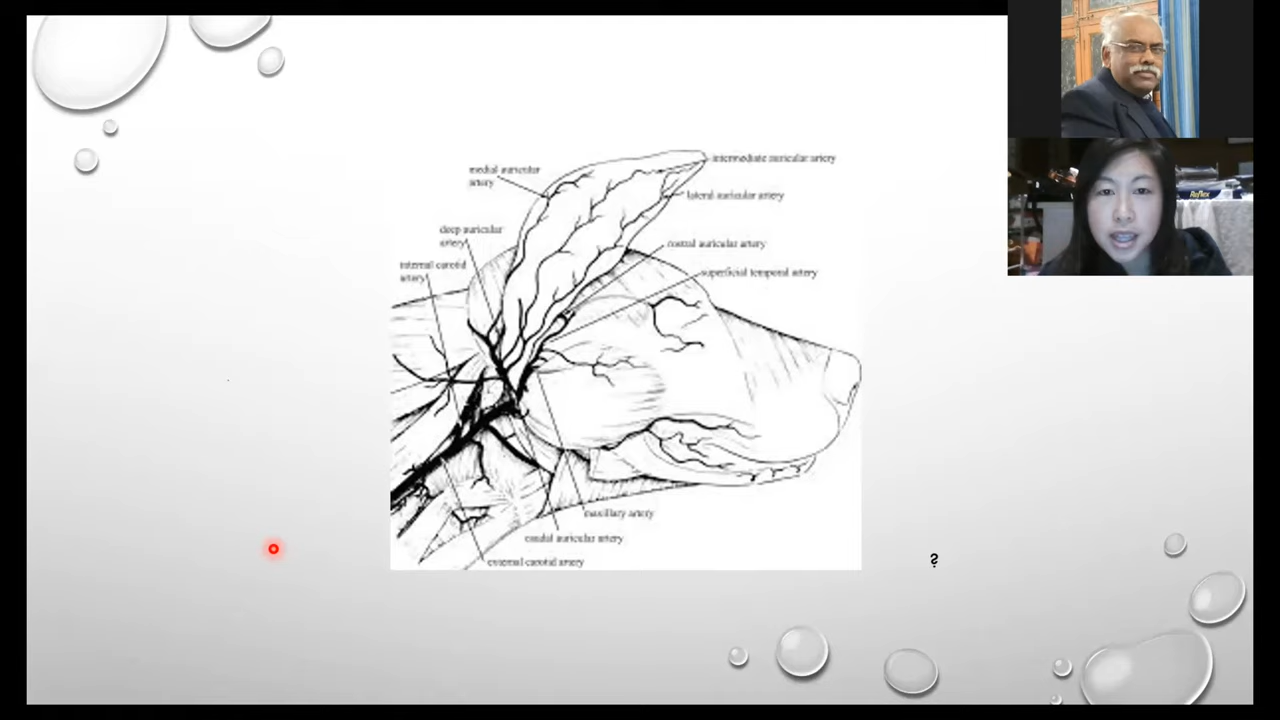 medial auricular
artery
intermediate auricular artery
lateral auricular artery
deep auricular
artery
rostral auricular artery
internal carotid
artery
superficial temporal artery
maxillary artery
caudal auricular artery
external carotid artery
?
Reflex